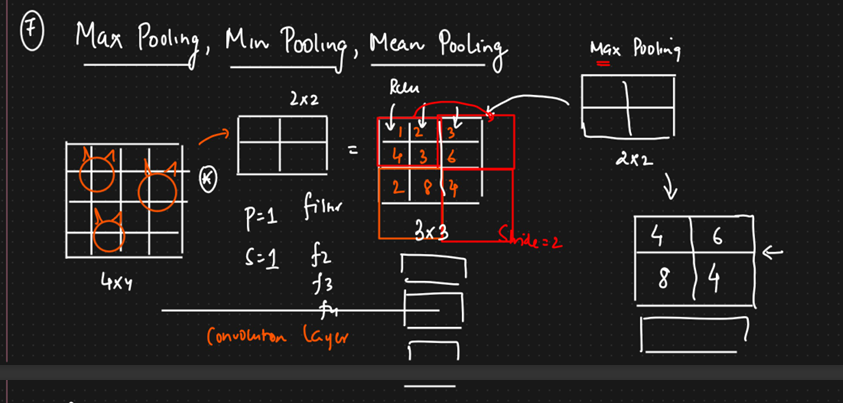 7 Max Pooling, Min Pooling, Mean Pooling
Max Pooling
Relu
2x2
1 2 3
= 4 3 6
2 8 4
2x2
P=1 filter
3x3
Stride=2
S=1 f2
4 6
4x4
f3
8 4
f4
Convolution Layer